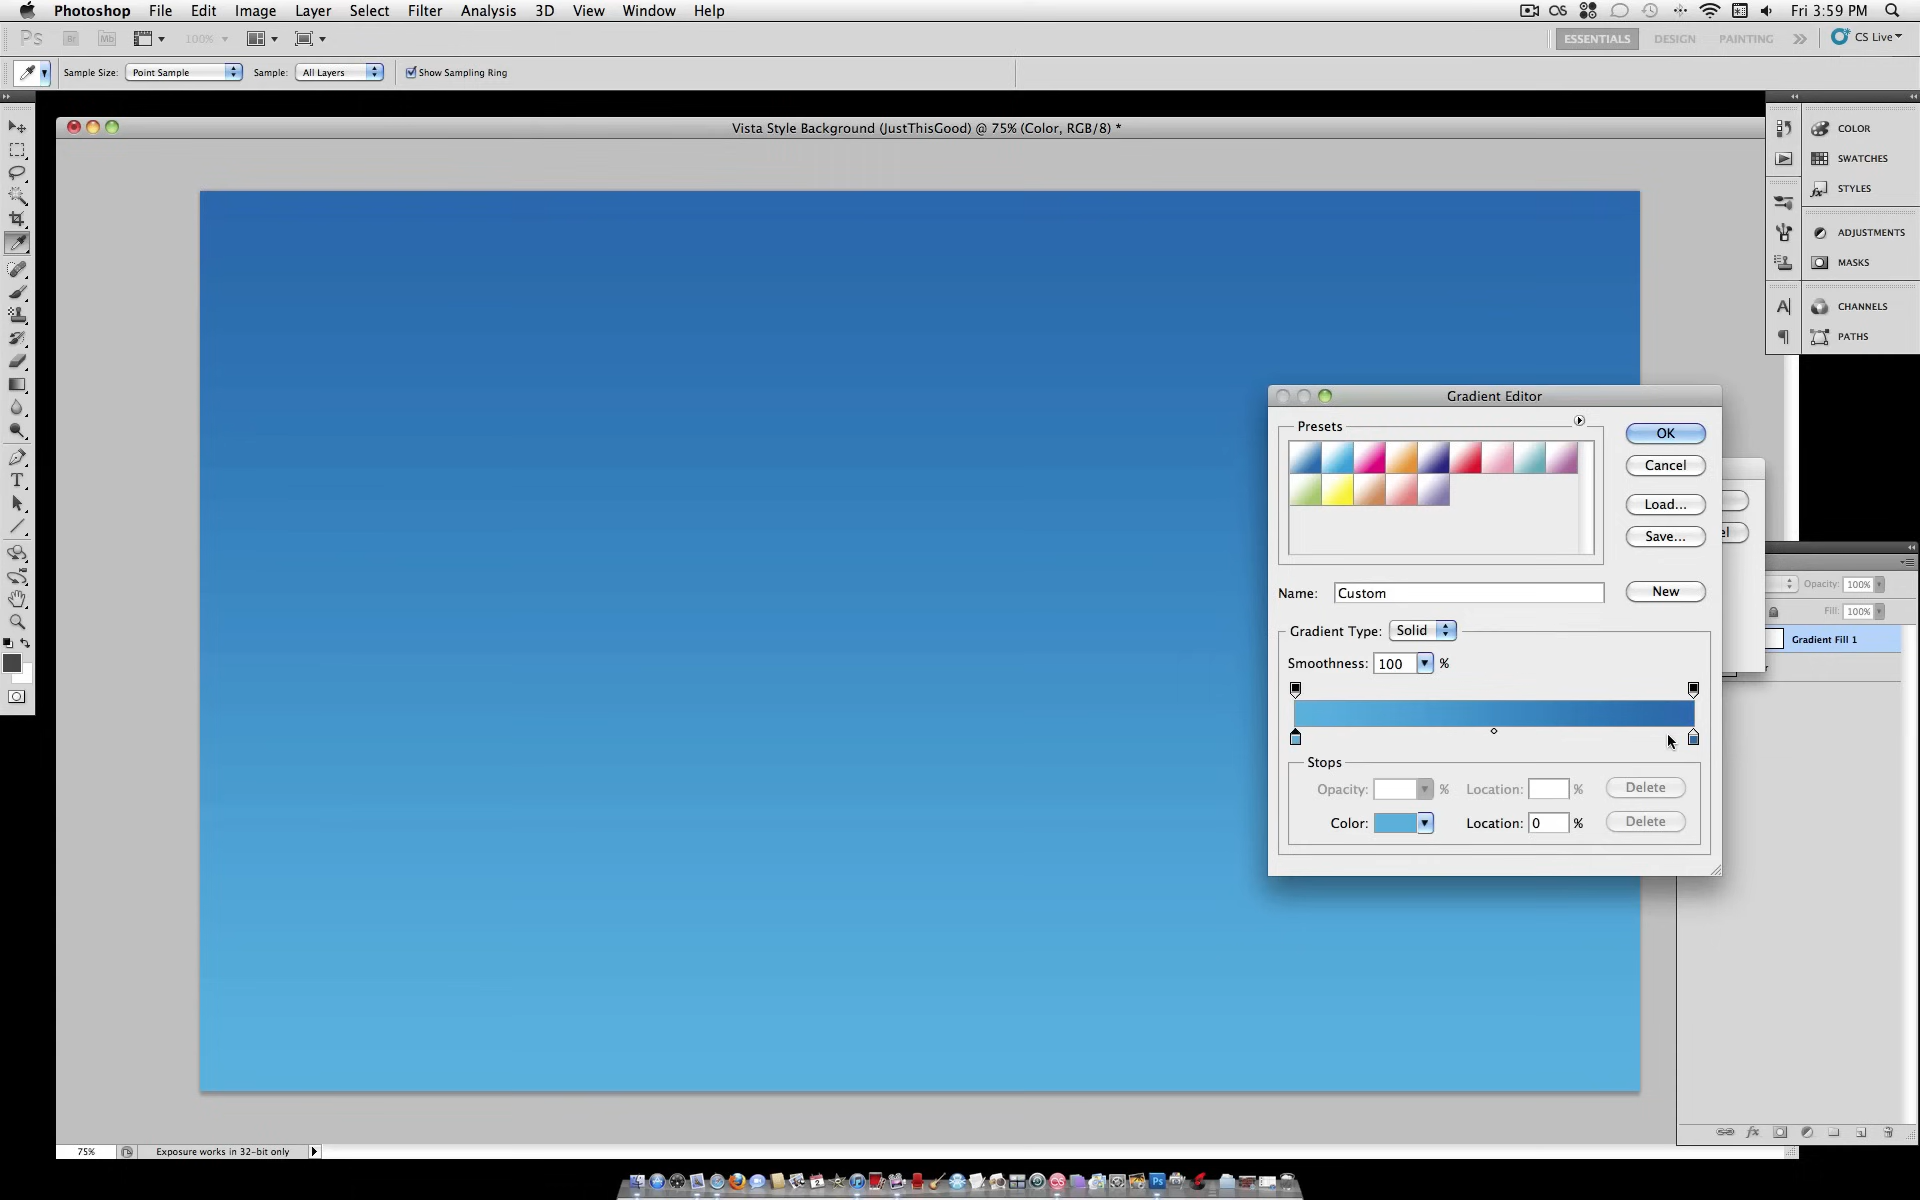 Photoshop File Edit Image Layer Select Filter Analysis 3D View Window Help Fri 3:59 PM
Ps Br Mb 100% ESSENTIALS DESIGN PAINTING CS Live
Sample Size: Point Sample Sample: All Layers Show Sampling Ring
Vista Style Background (JustThisGood) @ 75% (Color, RGB/8) *
COLOR
SWATCHES
STYLES
ADJUSTMENTS
MASKS
CHANNELS
PATHS
Gradient Editor
Presets
OK
Cancel
Load...
Save...
Name: Custom New
Gradient Type: Solid
Smoothness: 100 %
Stops
Opacity: % Location: % Delete
Color: Location: 0 % Delete
Opacity: 100%
Fill: 100%
Gradient Fill 1
75% Exposure works in 32-bit only